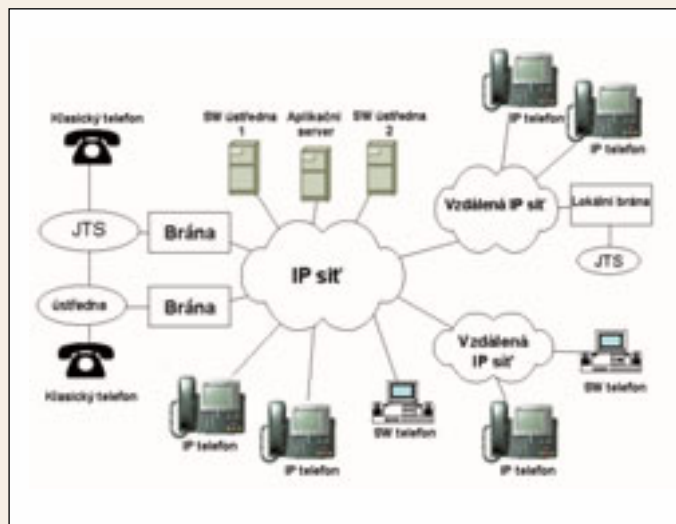 Klasický telefon
SW ústředna
1
Aplikační
server
SW ústředna
2
IP telefon
IP telefon
JTS
Brána
Vzdálená IP síť
Lokální brána
IP síť
JTS
ústředna
Brána
Vzdálená
IP síť
Klasický telefon
SW telefon
IP telefon
IP telefon
SW telefon
IP telefon